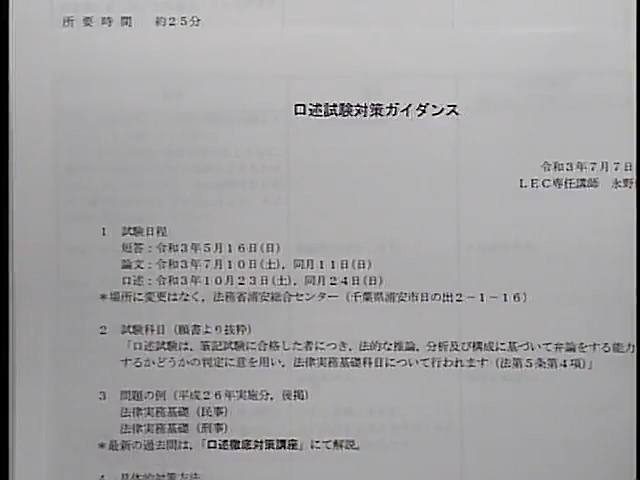 所要時間　約25分
口述試験対策ガイダンス
令和3年7月7日
LEC専任講師　永野
1　試験日程
短答：令和3年5月16日(日)
論文：令和3年7月10日(土)，同月11日(日)
口述：令和3年10月23日(土)，同月24日(日)
＊場所に変更はなく，法務省浦安総合センター（千葉県浦安市日の出2－1－16）
2　試験科目（願書より抜粋）
「口述試験は，筆記試験に合格した者につき，法的な推論，分析及び構成に基づいて弁論をする能力
するかどうかの判定に意を用い，法律実務基礎科目について行われます（法第5条第4項）」
3　問題の例（平成26年実施分，後掲）
法律実務基礎（民事）
法律実務基礎（刑事）
＊最新の過去問は，「口述徹底対策講座」にて解説。
4　具体的対策方法